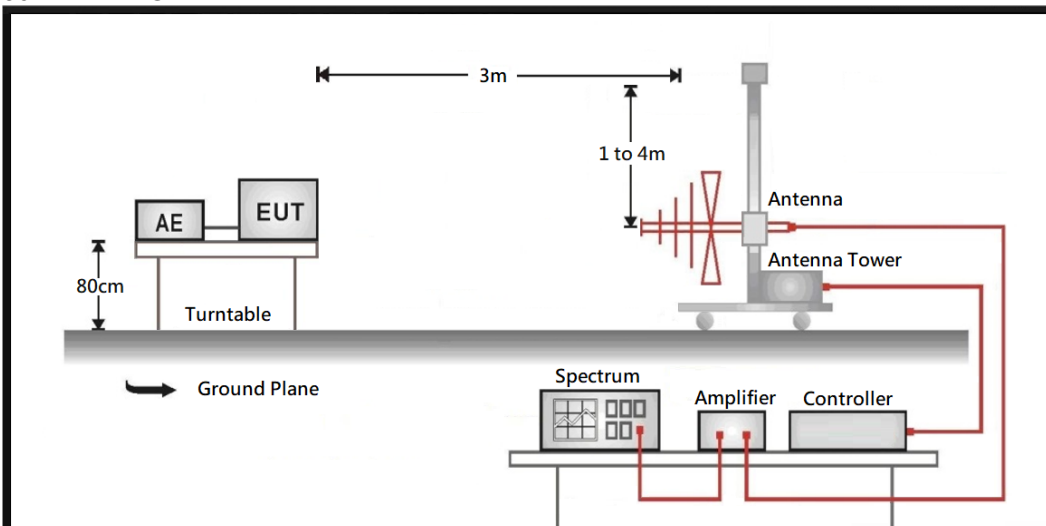 3m
1 to 4m
Antenna
AE
EUT
80cm
Antenna Tower
Turntable
Ground Plane
Spectrum
Amplifier
Controller